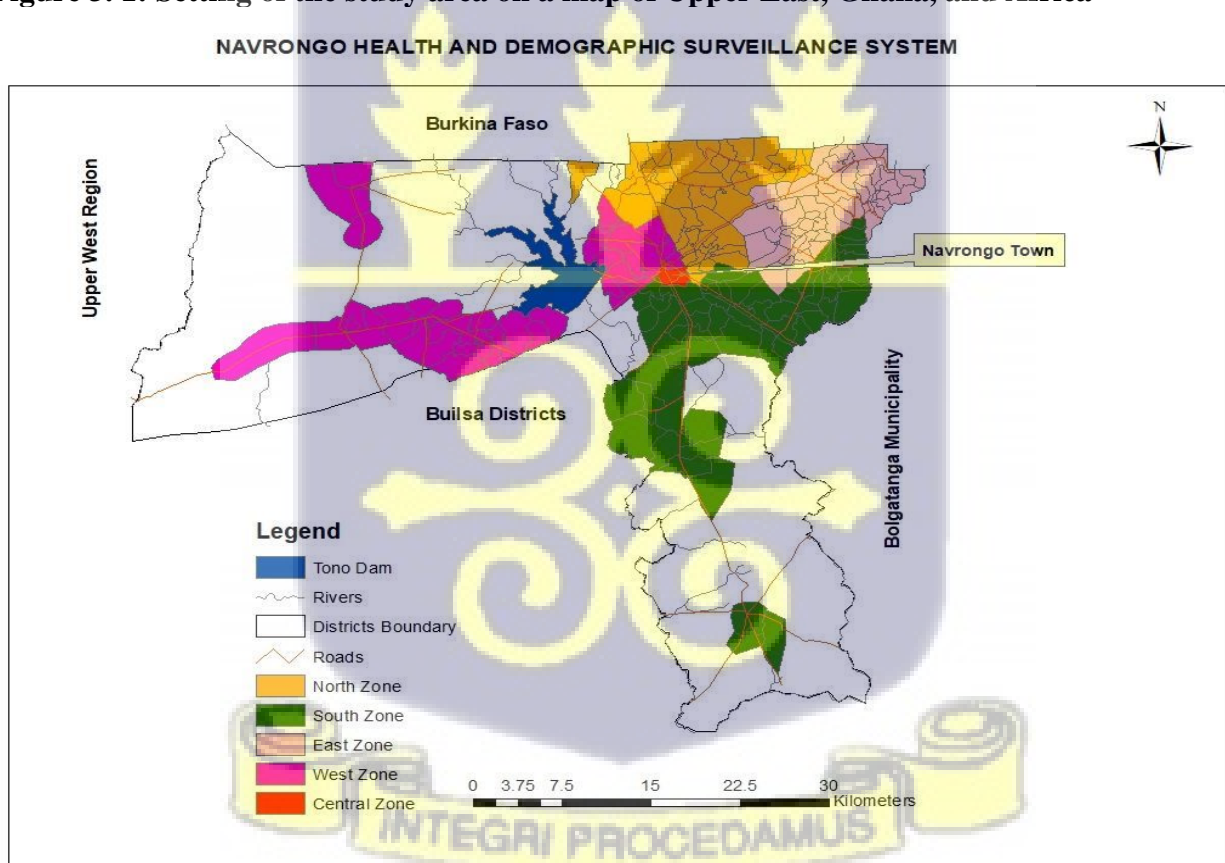 Figure 3. 1: Setting of the study area on a map of Upper East, Ghana, and Africa
NAVRONGO HEALTH AND DEMOGRAPHIC SURVEILLANCE SYSTEM
N
Burkina Faso
Upper West Region
Navrongo Town
Builsa Districts
Bolgatanga Municipality
Legend
Tono Dam
Rivers
Districts Boundary
Roads
North Zone
South Zone
East Zone
West Zone
Central Zone
0 3.75 7.5 15 22.5 30
Kilometers
INTEGRI PROCEDAMUS